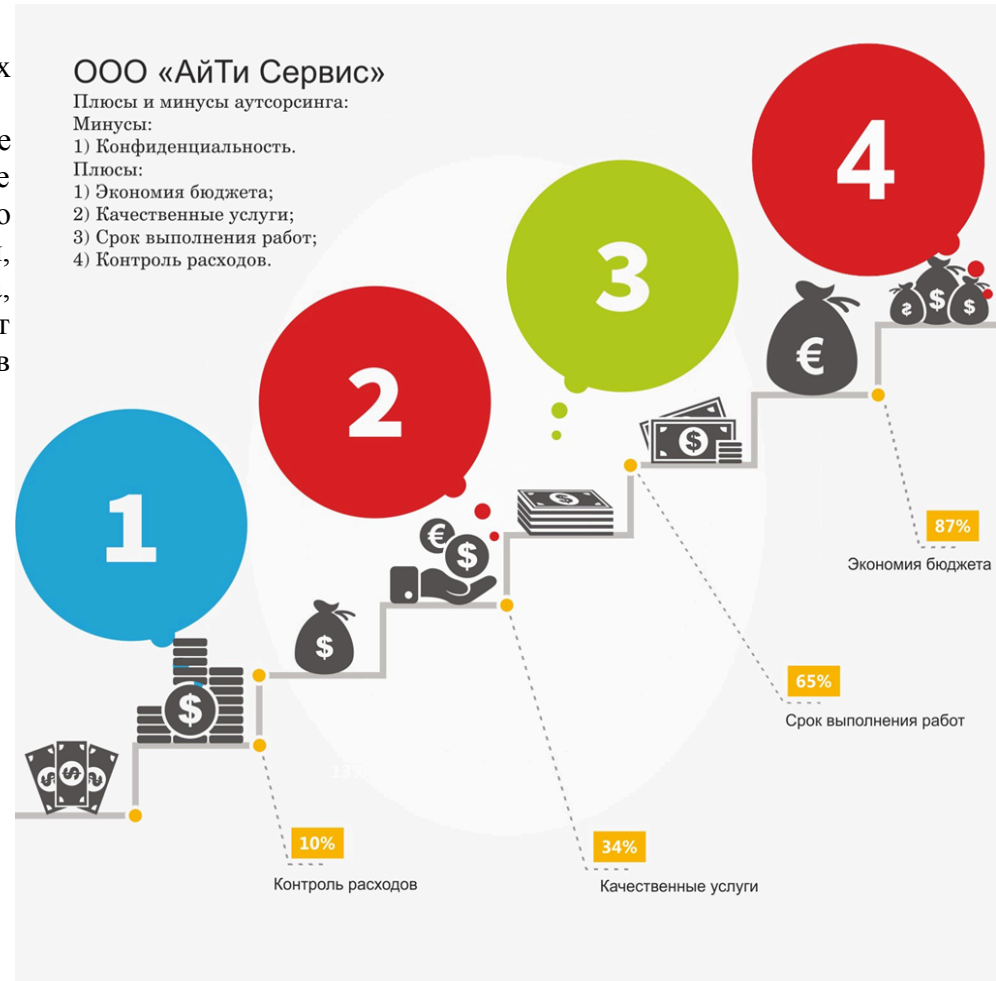 х
е
е
о
т
в
ООО «АйТи Сервис»
Плюсы и минусы аутсорсинга:
Минусы:
1) Конфиденциальность.
Плюсы:
1) Экономия бюджета;
2) Качественные услуги;
3) Срок выполнения работ;
4) Контроль расходов.
4
3
2
1
€
$
$
$
$
€
$
$
$
$
87%
Экономия бюджета
65%
Срок выполнения работ
10%
Контроль расходов
34%
Качественные услуги